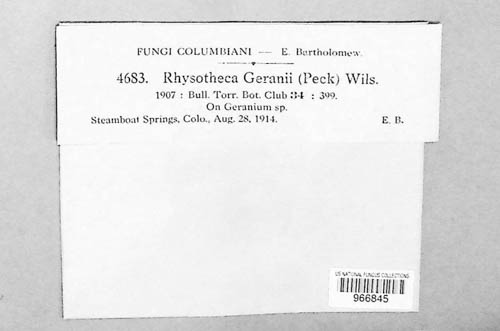 FUNGI COLUMBIANI — E. Bartholomew.
4683. Rhysotheca Geranii (Peck) Wils.
1907 : Bull. Torr. Bot. Club 34 : 399.
On Geranium sp.
Steamboat Springs, Colo., Aug. 28, 1914. E. B.
US NATIONAL FUNGUS COLLECTIONS
966845